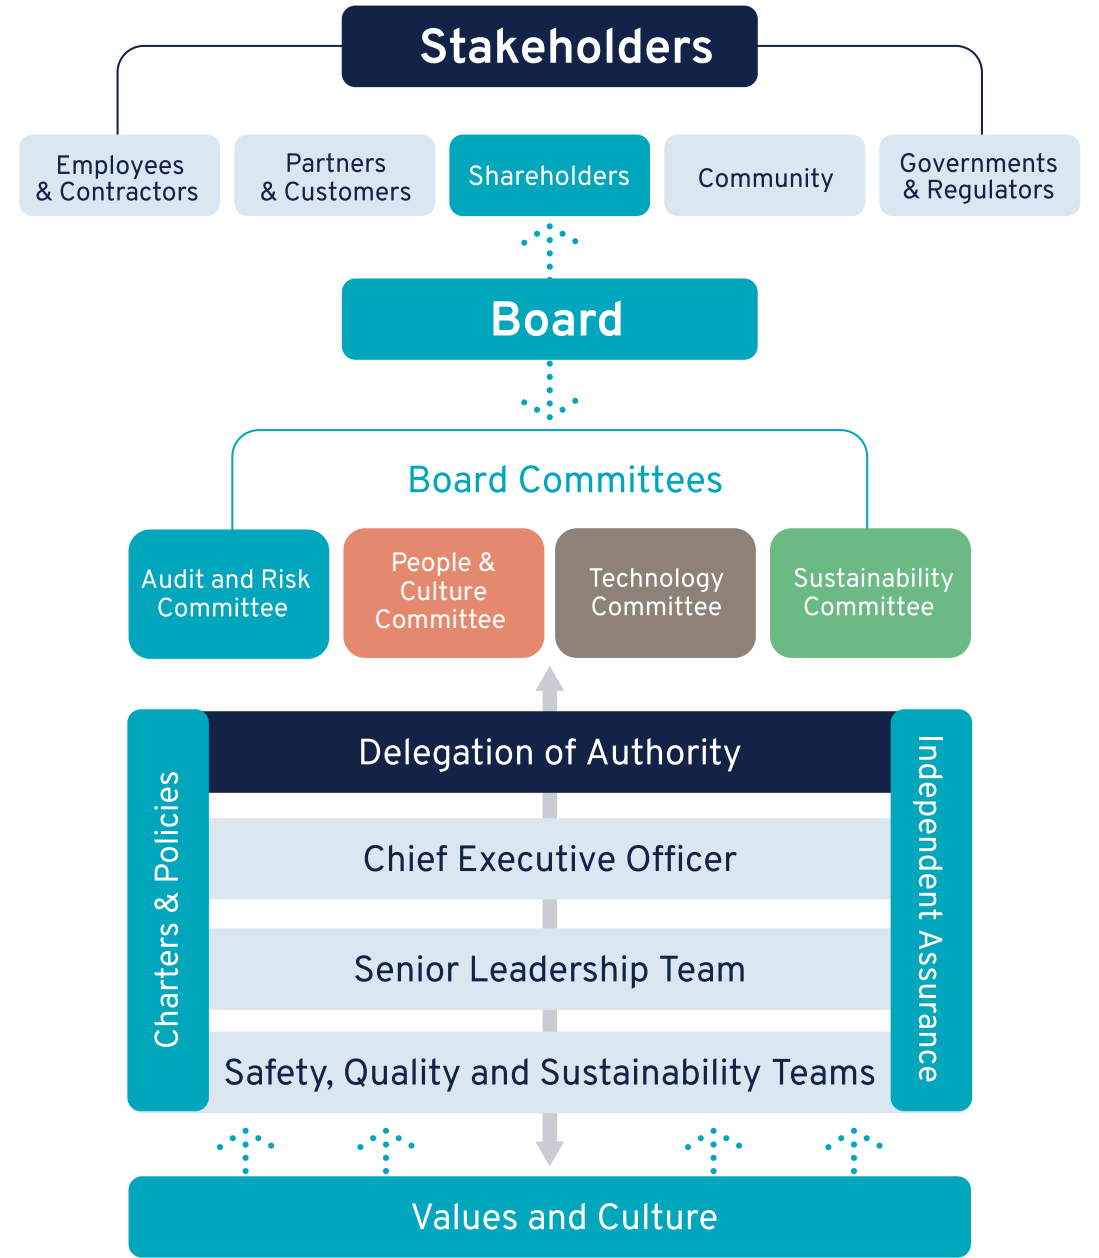 Stakeholders
Employees
& Contractors
Partners
& Customers
Shareholders
Community
Governments
& Regulators
Board
Board Committees
Audit and Risk
Committee
People &
Culture
Committee
Technology
Committee
Sustainability
Committee
Charters & Policies
Delegation of Authority
Chief Executive Officer
Senior Leadership Team
Safety, Quality and Sustainability Teams
Independent Assurance
Values and Culture